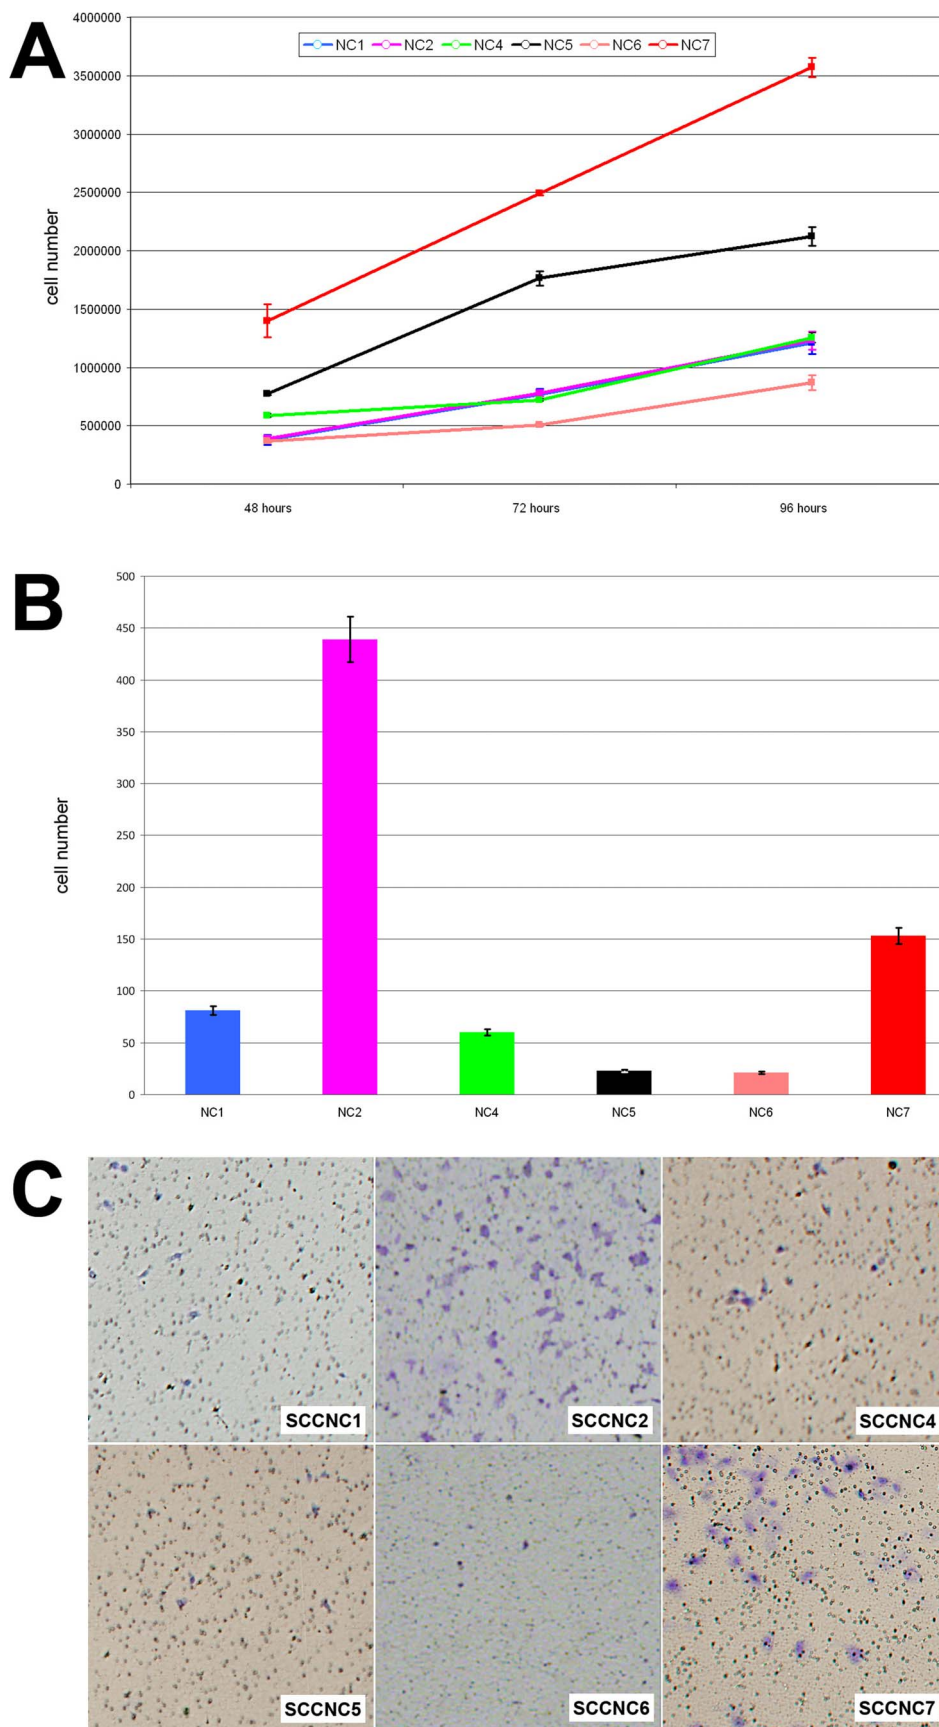 A
4000000
NC1 NC2 NC4 NC5 NC6 NC7
3500000
3000000
2500000
2000000
1500000
1000000
500000
0
cell number
48 hours 72 hours 96 hours
B
500
450
400
350
300
250
200
150
100
50
0
cell number
NC1 NC2 NC4 NC5 NC6 NC7
C
SCCNC1 SCCNC2 SCCNC4
SCCNC5 SCCNC6 SCCNC7